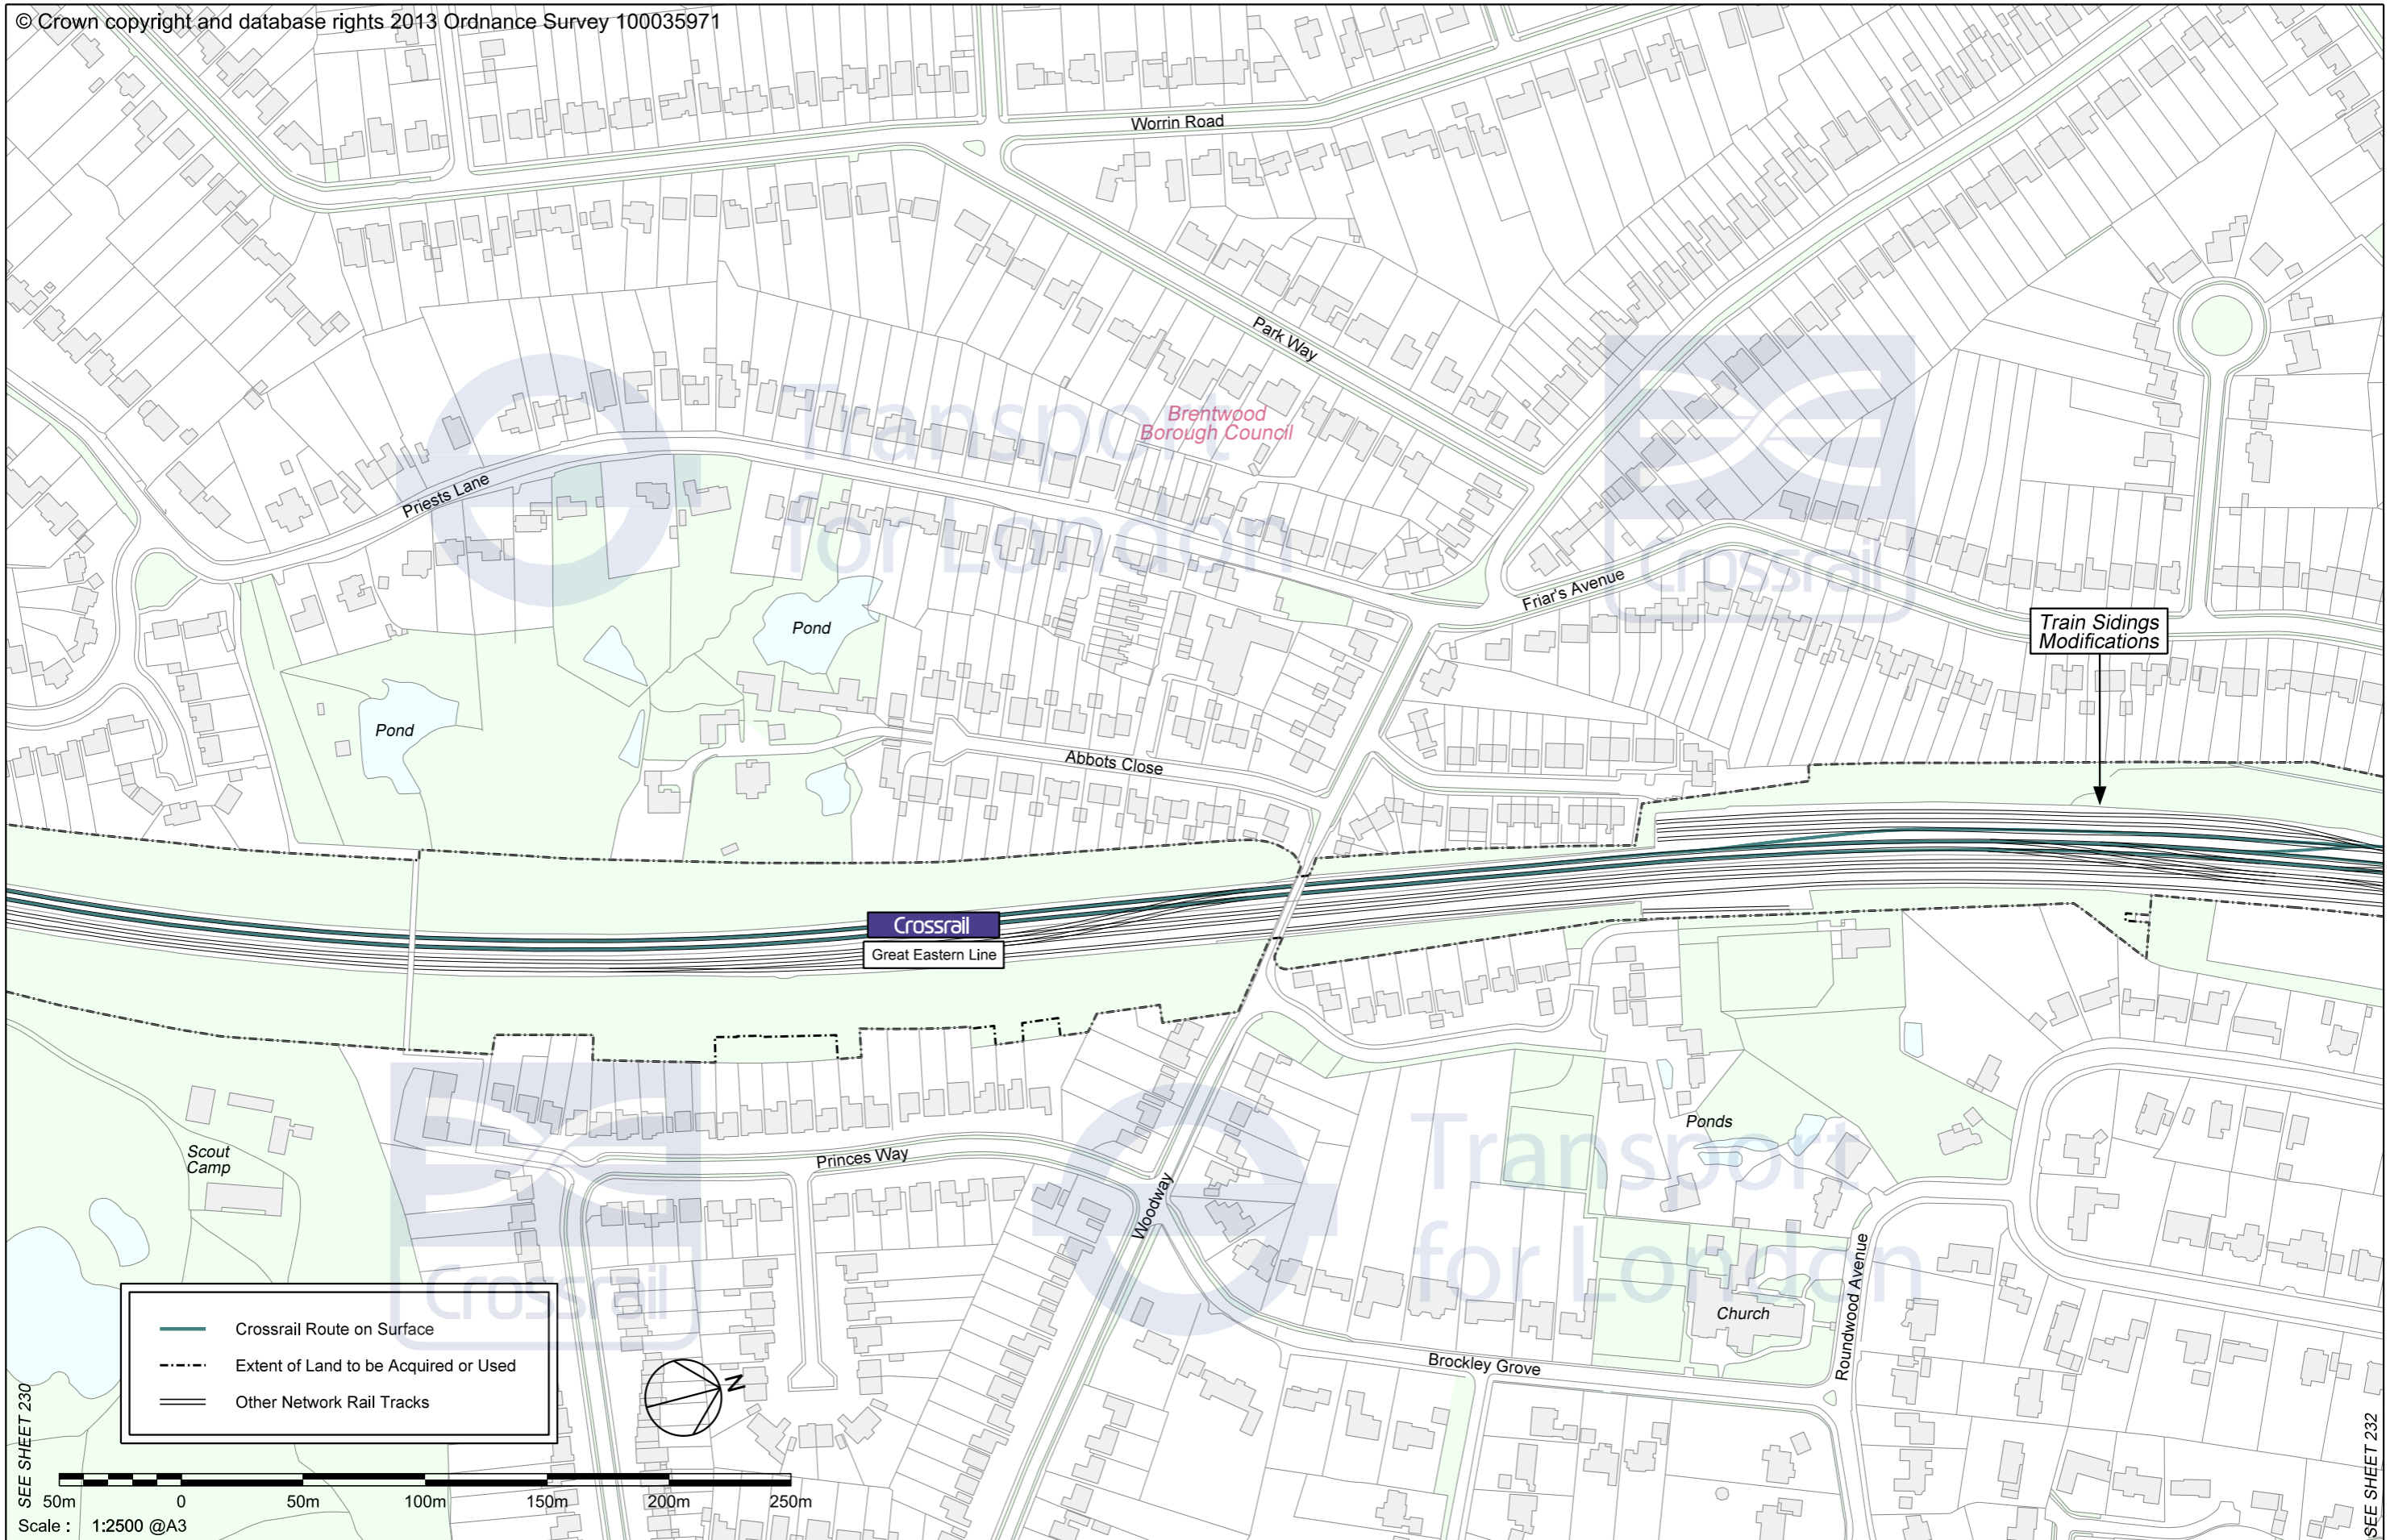 © Crown copyright and database rights 2013 Ordnance Survey 100035971
Worrin Road
Park Way
Transport
for London
Brentwood
Borough Council
Crossrail
Priests Lane
Friar's Avenue
Train Sidings
Modifications
Pond
Pond
Abbots Close
Crossrail
Great Eastern Line
Scout
Camp
Princes Way
Woodway
Ponds
Transport
for London
Crossrail
Church
Roundwood Avenue
Brockley Grove
Crossrail Route on Surface
Extent of Land to be Acquired or Used
Other Network Rail Tracks
N
SEE SHEET 230
SEE SHEET 232
50m 0 50m 100m 150m 200m 250m
Scale : 1:2500 @A3